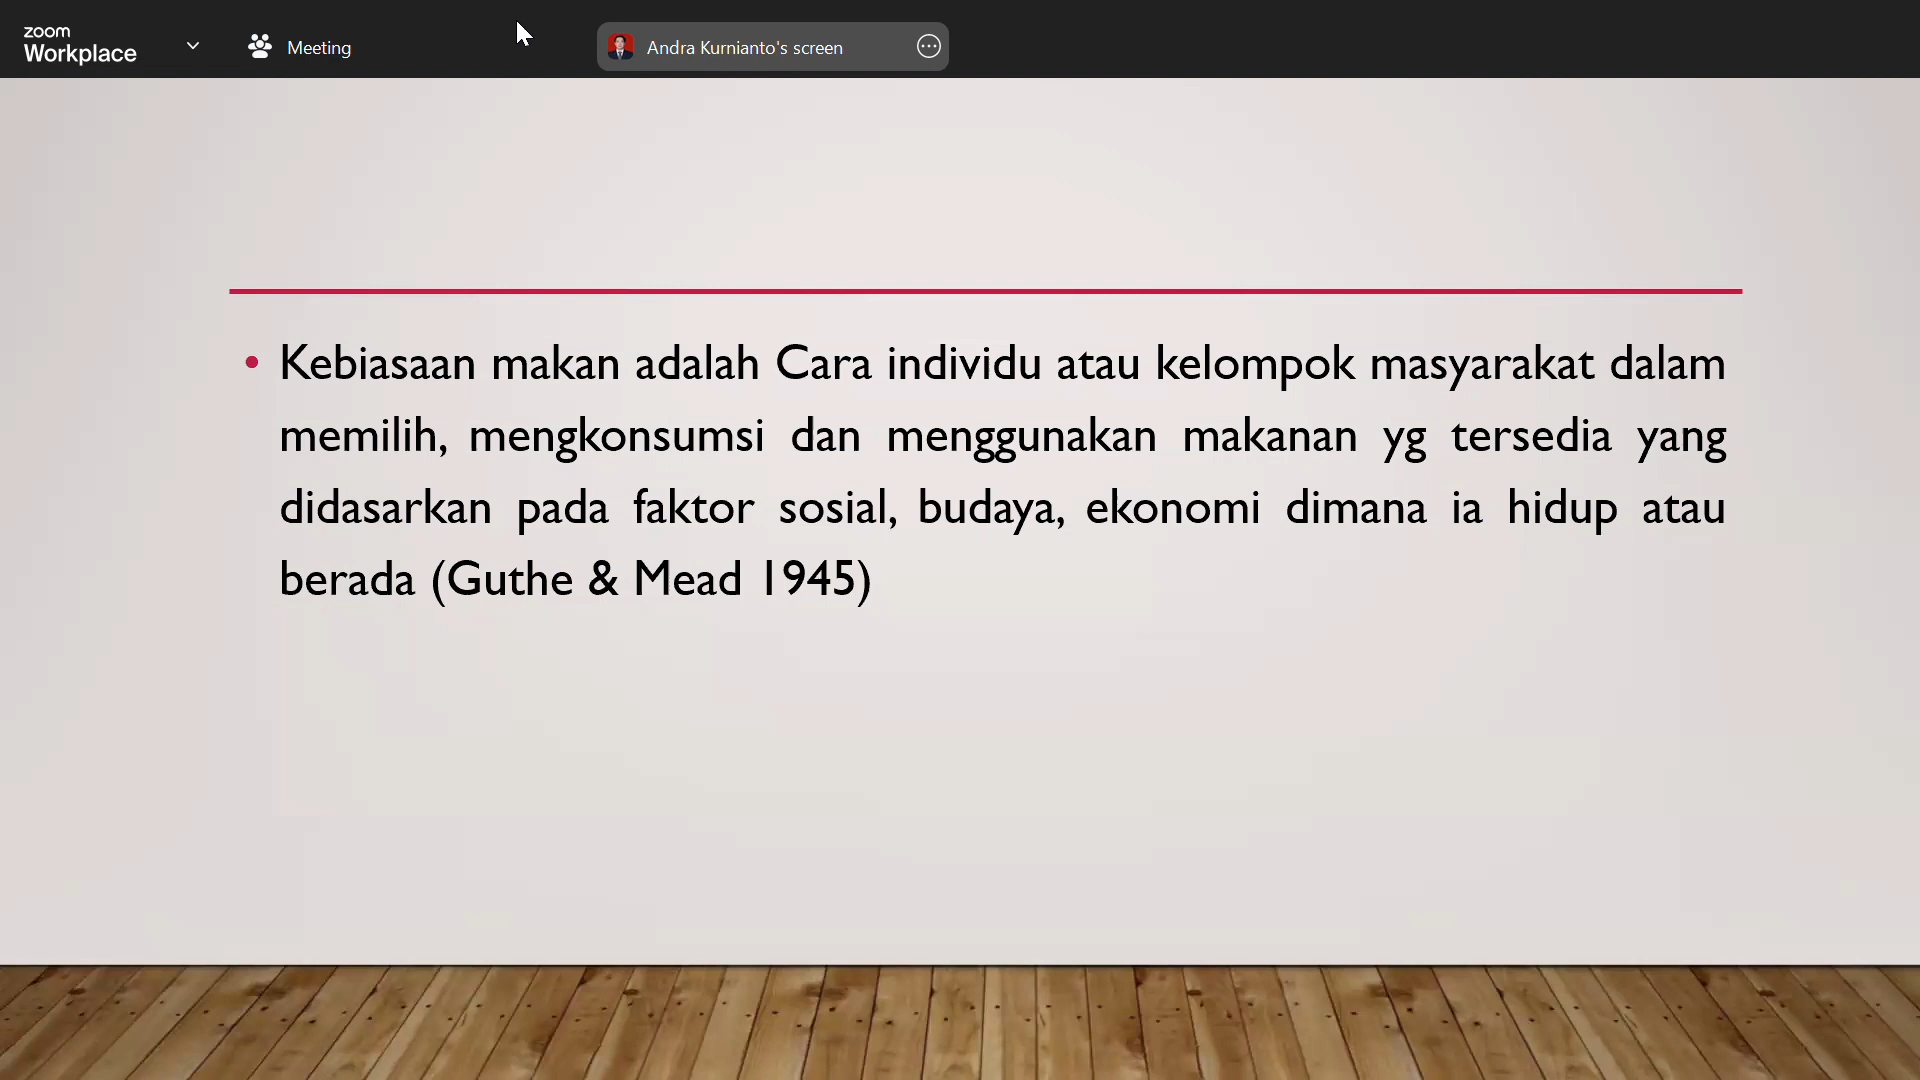 zoom
Workplace
Meeting
Andra Kurnianto's screen
• Kebiasaan makan adalah Cara individu atau kelompok masyarakat dalam
memilih, mengkonsumsi dan menggunakan makanan yg tersedia yang
didasarkan pada faktor sosial, budaya, ekonomi dimana ia hidup atau
berada (Guthe & Mead 1945)